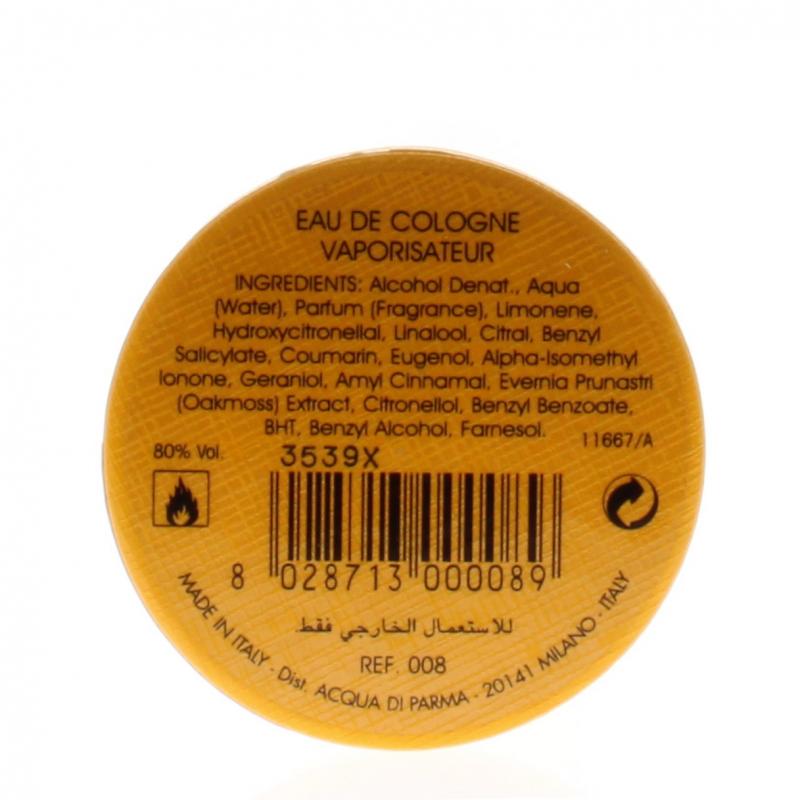 EAU DE COLOGNE
VAPORISATEUR
INGREDIENTS: Alcohol Denat., Aqua
(Water), Parfum (Fragrance), Limonene,
Hydroxycitronellal, Linalool, Citral, Benzyl
Salicylate, Coumarin, Eugenol, Alpha-Isomethyl
Ionone, Geraniol, Amyl Cinnamal, Evernia Prunastri
(Oakmoss) Extract, Citronellol, Benzyl Benzoate,
BHT, Benzyl Alcohol, Farnesol.
11667/A
80% Vol.
3539X
8 028713 000089
للاستعمال الخارجي فقط.
REF. 008
MADE IN ITALY - Dist. ACQUA DI PARMA - 20141 MILANO - ITALY